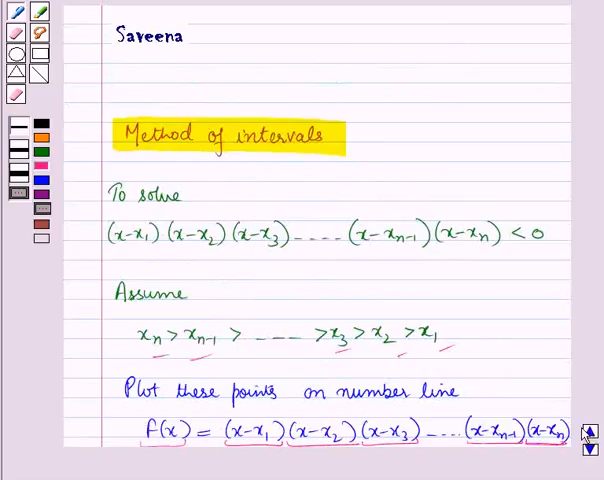 Saveena
Method of intervals
To solve
(x-x₁) (x-x₂) (x-x₃) ..... (x-xₙ₋₁) (x-xₙ) < 0
Assume
xₙ > xₙ₋₁ > ----- > x₃ > x₂ > x₁
Plot these points on number line
f(x) = (x-x₁) (x-x₂) (x-x₃) ..... (x-xₙ₋₁) (x-xₙ)